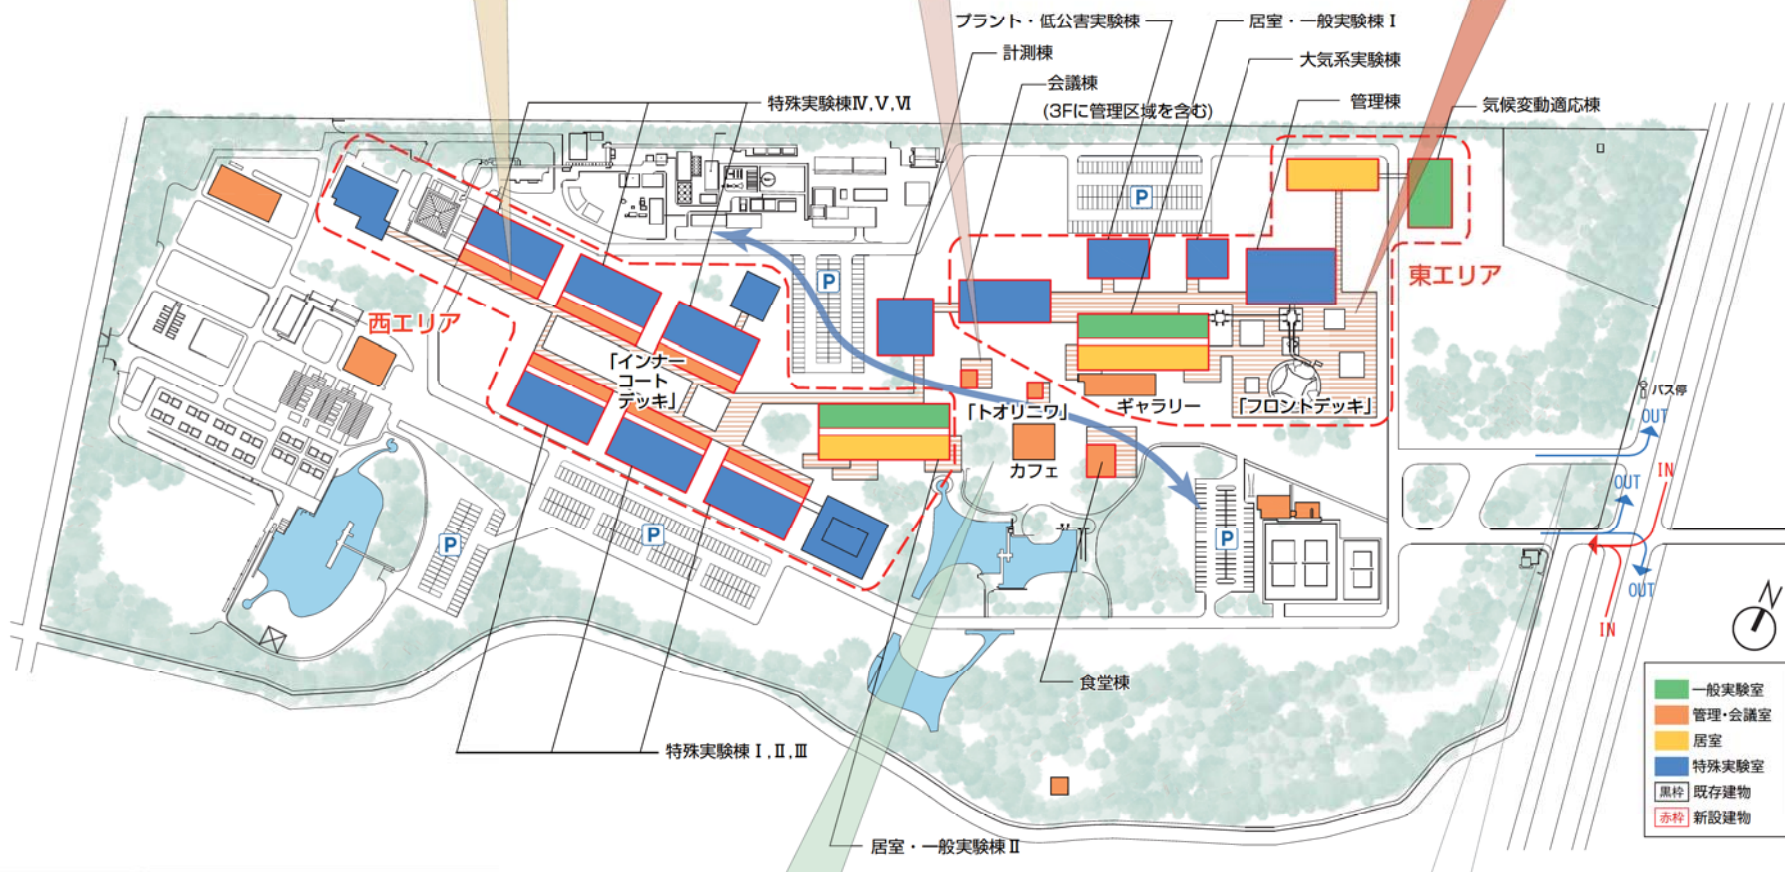 プラント・低公害実験棟
居室・一般実験棟Ⅰ
計測棟
大気系実験棟
会議棟
(3Fに管理区域を含む)
管理棟
気候変動適応棟
特殊実験棟Ⅳ,Ⅴ,Ⅵ
P
P
東エリア
西エリア
「インナー
コート
デッキ」
「トオリニワ」
ギャラリー
「フロントデッキ」
バス停
OUT
カフェ
IN
OUT
P
P
P
OUT
IN
N
食堂棟
特殊実験棟Ⅰ,Ⅱ,Ⅲ
居室・一般実験棟Ⅱ
一般実験室
管理・会議室
居室
特殊実験室
黒枠 既存建物
赤枠 新設建物